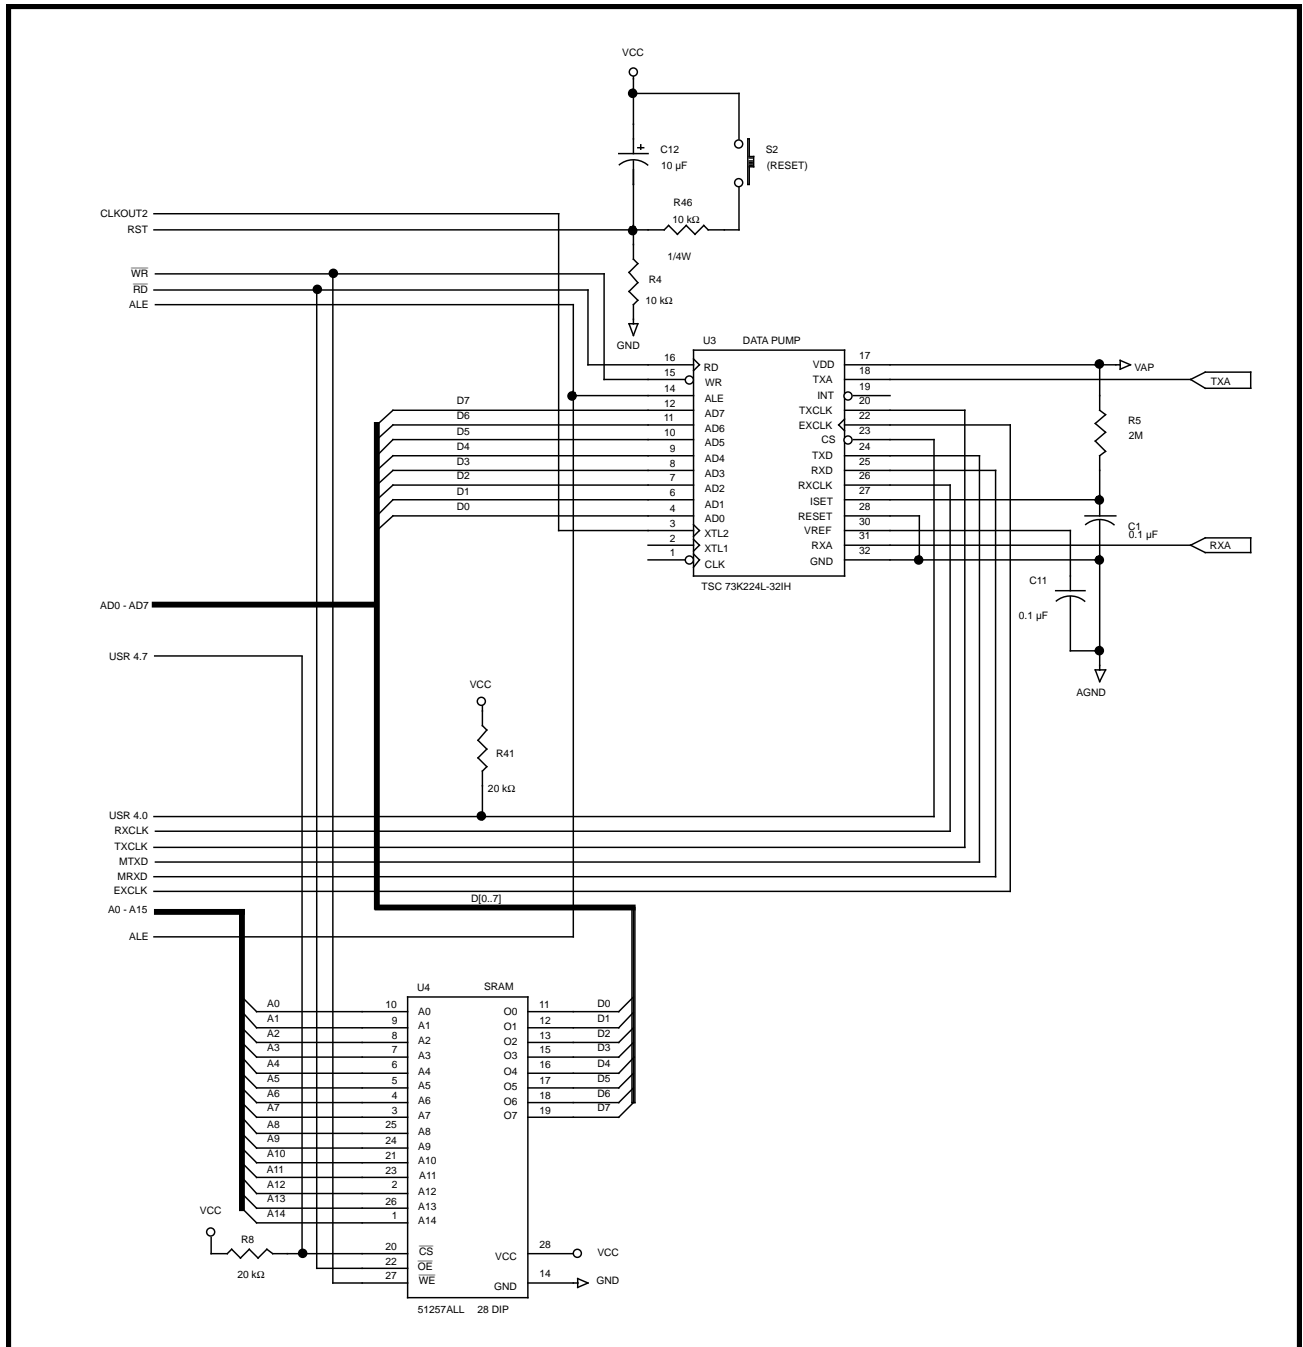 VCC
C12
10 µF
S2
(RESET)
R46
10 kΩ
1/4W
CLKOUT2
RST
WR
RD
ALE
R4
10 kΩ
GND
U3 DATA PUMP
16 RD
15 WR
14 ALE
D7 12 AD7
D6 11 AD6
D5 10 AD5
D4 9 AD4
D3 8 AD3
D2 7 AD2
D1 6 AD1
D0 4 AD0
3 XTL2
2 XTL1
1 CLK
VDD 17
TXA 18
INT 19
TXCLK 20
EXCLK 22
CS 23
TXD 24
RXD 25
RXCLK 26
ISET 27
RESET 28
VREF 30
RXA 31
GND 32
TSC 73K224L-32IH
VAP
TXA
R5
2M
C1
0.1 µF
RXA
C11
0.1 µF
AGND
AD0 - AD7
USR 4.7
VCC
R41
20 kΩ
USR 4.0
RXCLK
TXCLK
MTXD
MRXD
EXCLK
A0 - A15
D[0..7]
ALE
U4 SRAM
A0 10 A0
A1 9 A1
A2 8 A2
A3 7 A3
A4 6 A4
A5 5 A5
A6 4 A6
A7 3 A7
A8 25 A8
A9 24 A9
A10 21 A10
A11 23 A11
A12 2 A12
A13 26 A13
A14 1 A14
O0 11 D0
O1 12 D1
O2 13 D2
O3 15 D3
O4 16 D4
O5 17 D5
O6 18 D6
O7 19 D7
VCC
R8
20 kΩ
20 CS
22 OE
27 WE
VCC 28 VCC
GND 14 GND
51257ALL 28 DIP